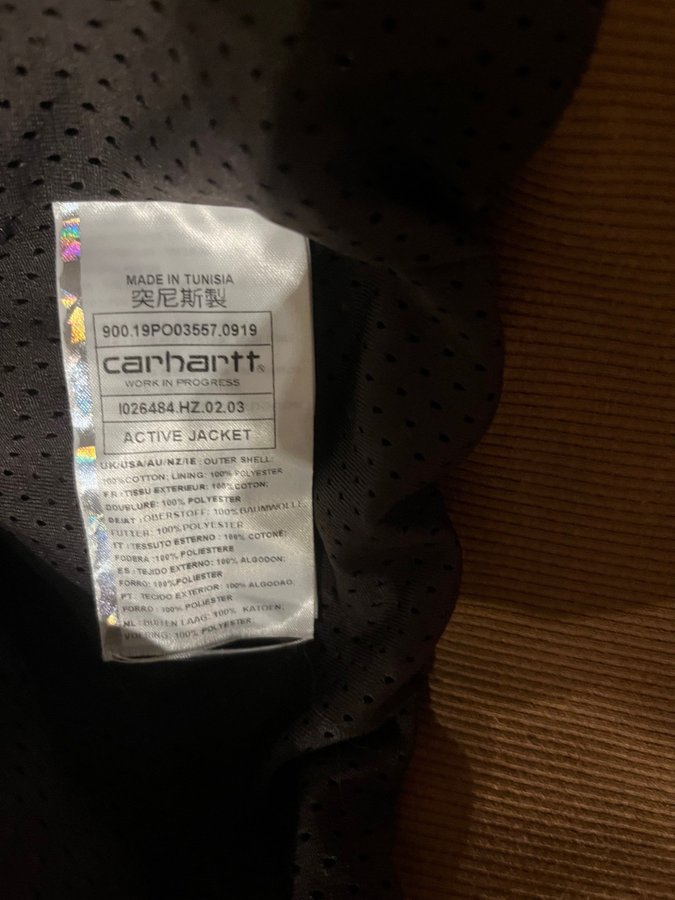 MADE IN TUNISIA
突尼斯製
900.19PO03557.0919
carhartt®
WORK IN PROGRESS
I026484.HZ.02.03
ACTIVE JACKET
UK/USA/AU/NZ/IE : OUTER SHELL:
100%COTTON; LINING: 100% POLYESTER
FR :TISSU EXTERIEUR: 100%COTON;
DOUBLURE: 100% POLYESTER
DE/AT :OBERSTOFF: 100% BAUMWOLLE
FUTTER: 100% POLYESTER
IT :TESSUTO ESTERNO : 100% COTONE;
FODERA :100% POLIESTERE
ES : TEJIDO EXTERNO: 100% ALGODON;
FORRO: 100%POLIESTER
PT : TECIDO EXTERIOR: 100% ALGODAO;
FORRO : 100% POLIESTER
NL: BUITEN LAAG: 100% KATOEN;
VOERING: 100% POLYESTER